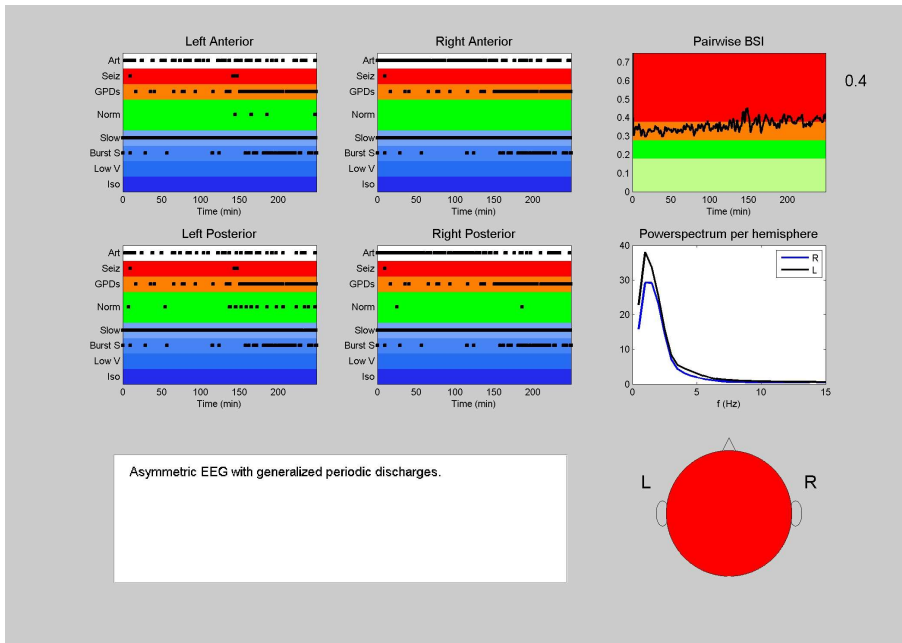 Left Anterior
Art
Seiz
GPDs
Norm
Slow
Burst S
Low V
Iso
0 50 100 150 200
Time (min)
Right Anterior
Art
Seiz
GPDs
Norm
Slow
Burst S
Low V
Iso
0 50 100 150 200
Time (min)
Pairwise BSI
0.7
0.6
0.5
0.4
0.3
0.2
0.1
0
0 50 100 150 200
Time (min)
0.4
Left Posterior
Art
Seiz
GPDs
Norm
Slow
Burst S
Low V
Iso
0 50 100 150 200
Time (min)
Right Posterior
Art
Seiz
GPDs
Norm
Slow
Burst S
Low V
Iso
0 50 100 150 200
Time (min)
Powerspectrum per hemisphere
40
30
20
10
0
0 5 10 15
f (Hz)
R
L
Asymmetric EEG with generalized periodic discharges.
L R